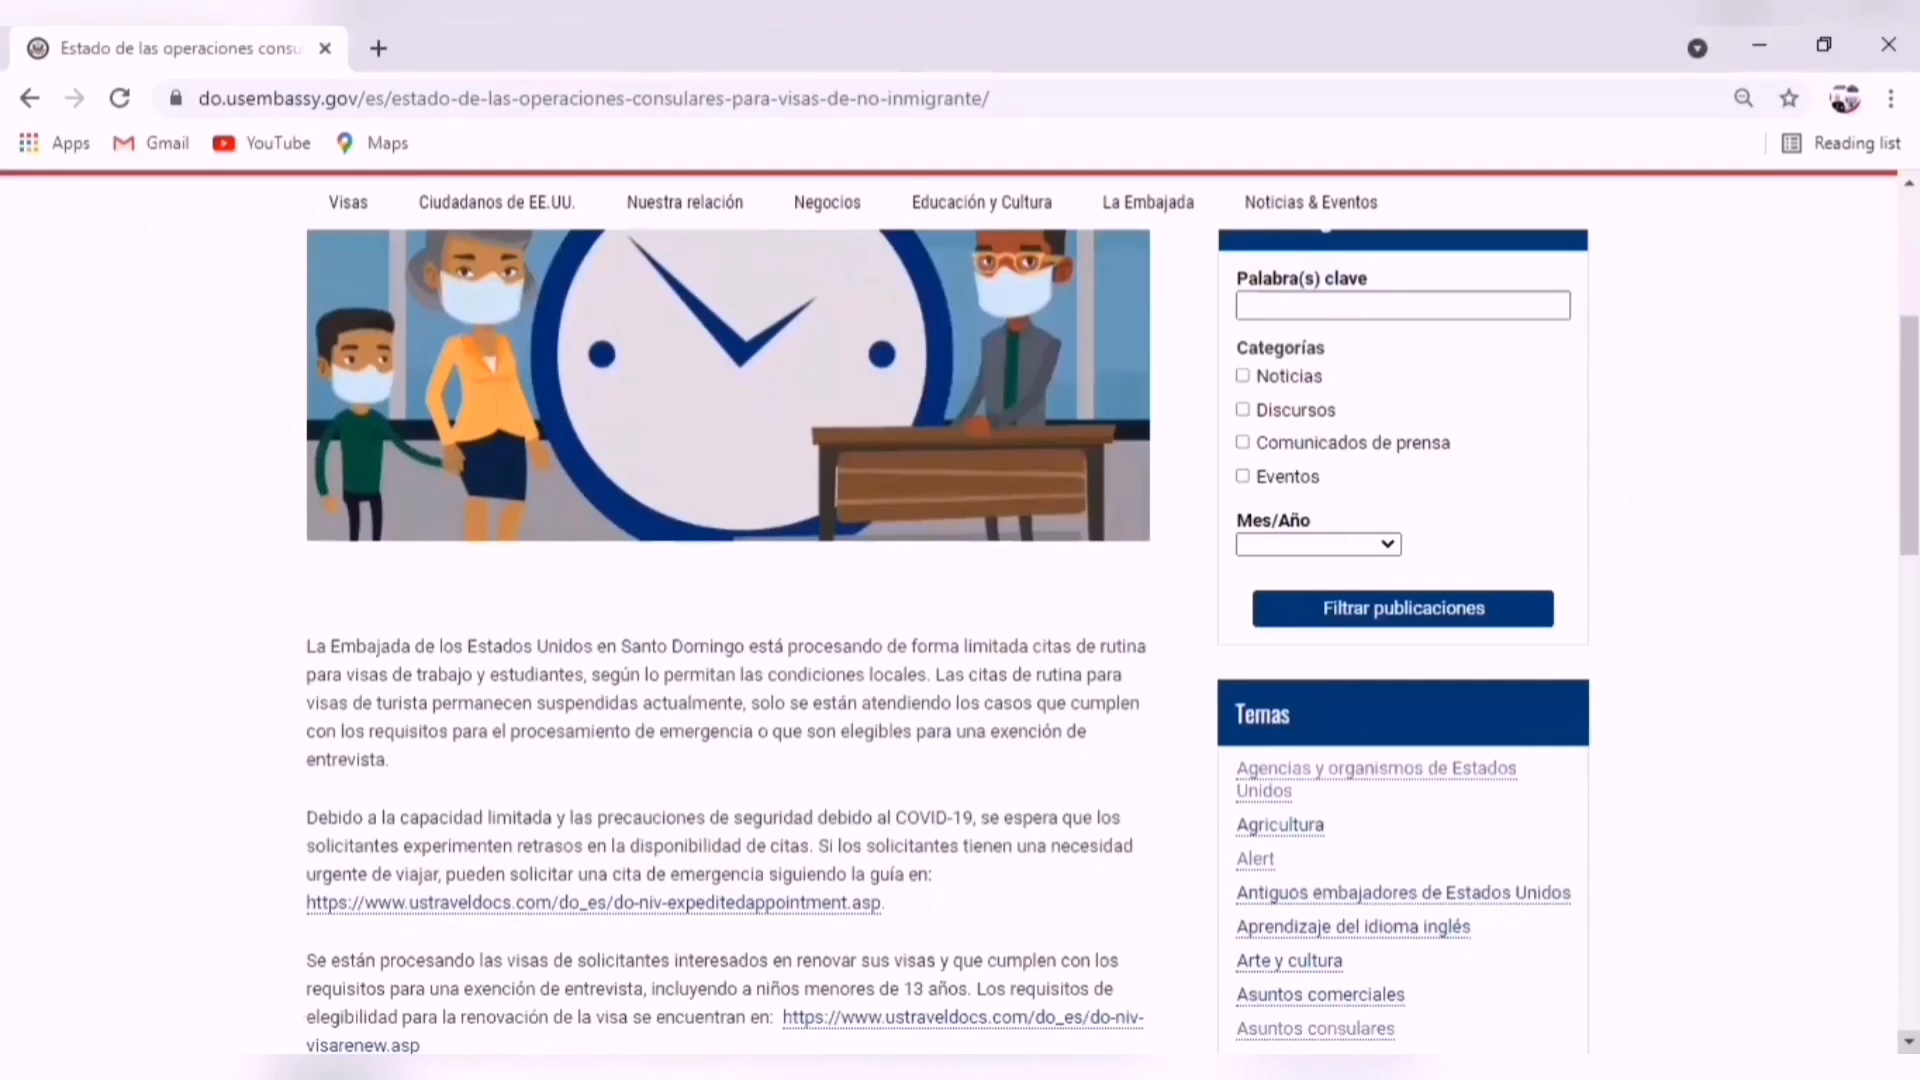 Estado de las operaciones consu
do.usembassy.gov/es/estado-de-las-operaciones-consulares-para-visas-de-no-inmigrante/
Apps
Gmail
YouTube
Maps
Reading list
Visas
Ciudadanos de EE.UU.
Nuestra relación
Negocios
Educación y Cultura
La Embajada
Noticias & Eventos
La Embajada de los Estados Unidos en Santo Domingo está procesando de forma limitada citas de rutina
para visas de trabajo y estudiantes, según lo permitan las condiciones locales. Las citas de rutina para
visas de turista permanecen suspendidas actualmente, solo se están atendiendo los casos que cumplen
con los requisitos para el procesamiento de emergencia o que son elegibles para una exención de
entrevista.
Debido a la capacidad limitada y las precauciones de seguridad debido al COVID-19, se espera que los
solicitantes experimenten retrasos en la disponibilidad de citas. Si los solicitantes tienen una necesidad
urgente de viajar, pueden solicitar una cita de emergencia siguiendo la guía en:
https://www.ustraveldocs.com/do_es/do-niv-expeditedappointment.asp.
Se están procesando las visas de solicitantes interesados en renovar sus visas y que cumplen con los
requisitos para una exención de entrevista, incluyendo a niños menores de 13 años. Los requisitos de
elegibilidad para la renovación de la visa se encuentran en: https://www.ustraveldocs.com/do_es/do-niv-
visarenew.asp
Palabra(s) clave
Categorías
Noticias
Discursos
Comunicados de prensa
Eventos
Mes/Año
Filtrar publicaciones
Temas
Agencias y organismos de Estados
Unidos
Agricultura
Alert
Antiguos embajadores de Estados Unidos
Aprendizaje del idioma inglés
Arte y cultura
Asuntos comerciales
Asuntos consulares